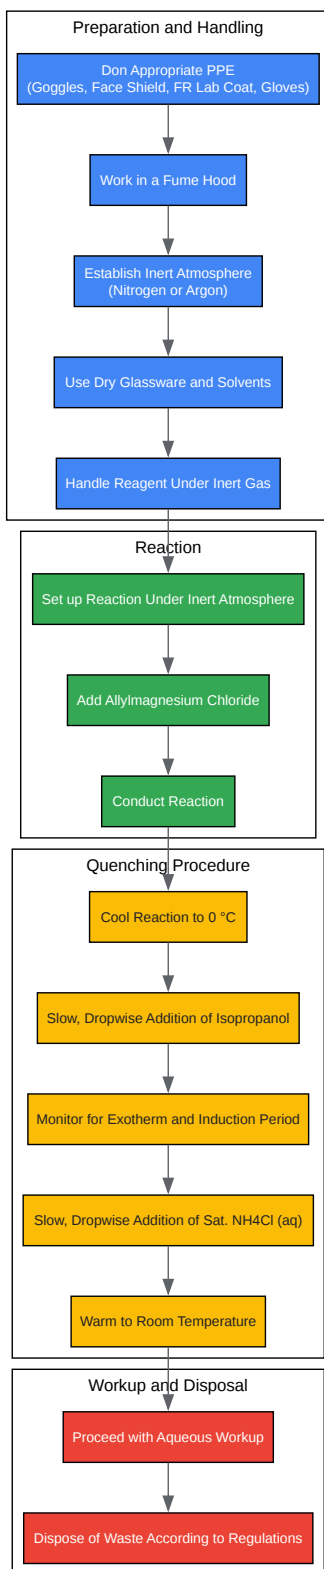 Preparation and Handling
Don Appropriate PPE
(Goggles, Face Shield, FR Lab Coat, Gloves)
Work in a Fume Hood
Establish Inert Atmosphere
(Nitrogen or Argon)
Use Dry Glassware and Solvents
Handle Reagent Under Inert Gas
Reaction
Set up Reaction Under Inert Atmosphere
Add Allylmagnesium Chloride
Conduct Reaction
Quenching Procedure
Cool Reaction to 0 °C
Slow, Dropwise Addition of Isopropanol
Monitor for Exotherm and Induction Period
Slow, Dropwise Addition of Sat. NH4Cl (aq)
Warm to Room Temperature
Workup and Disposal
Proceed with Aqueous Workup
Dispose of Waste According to Regulations